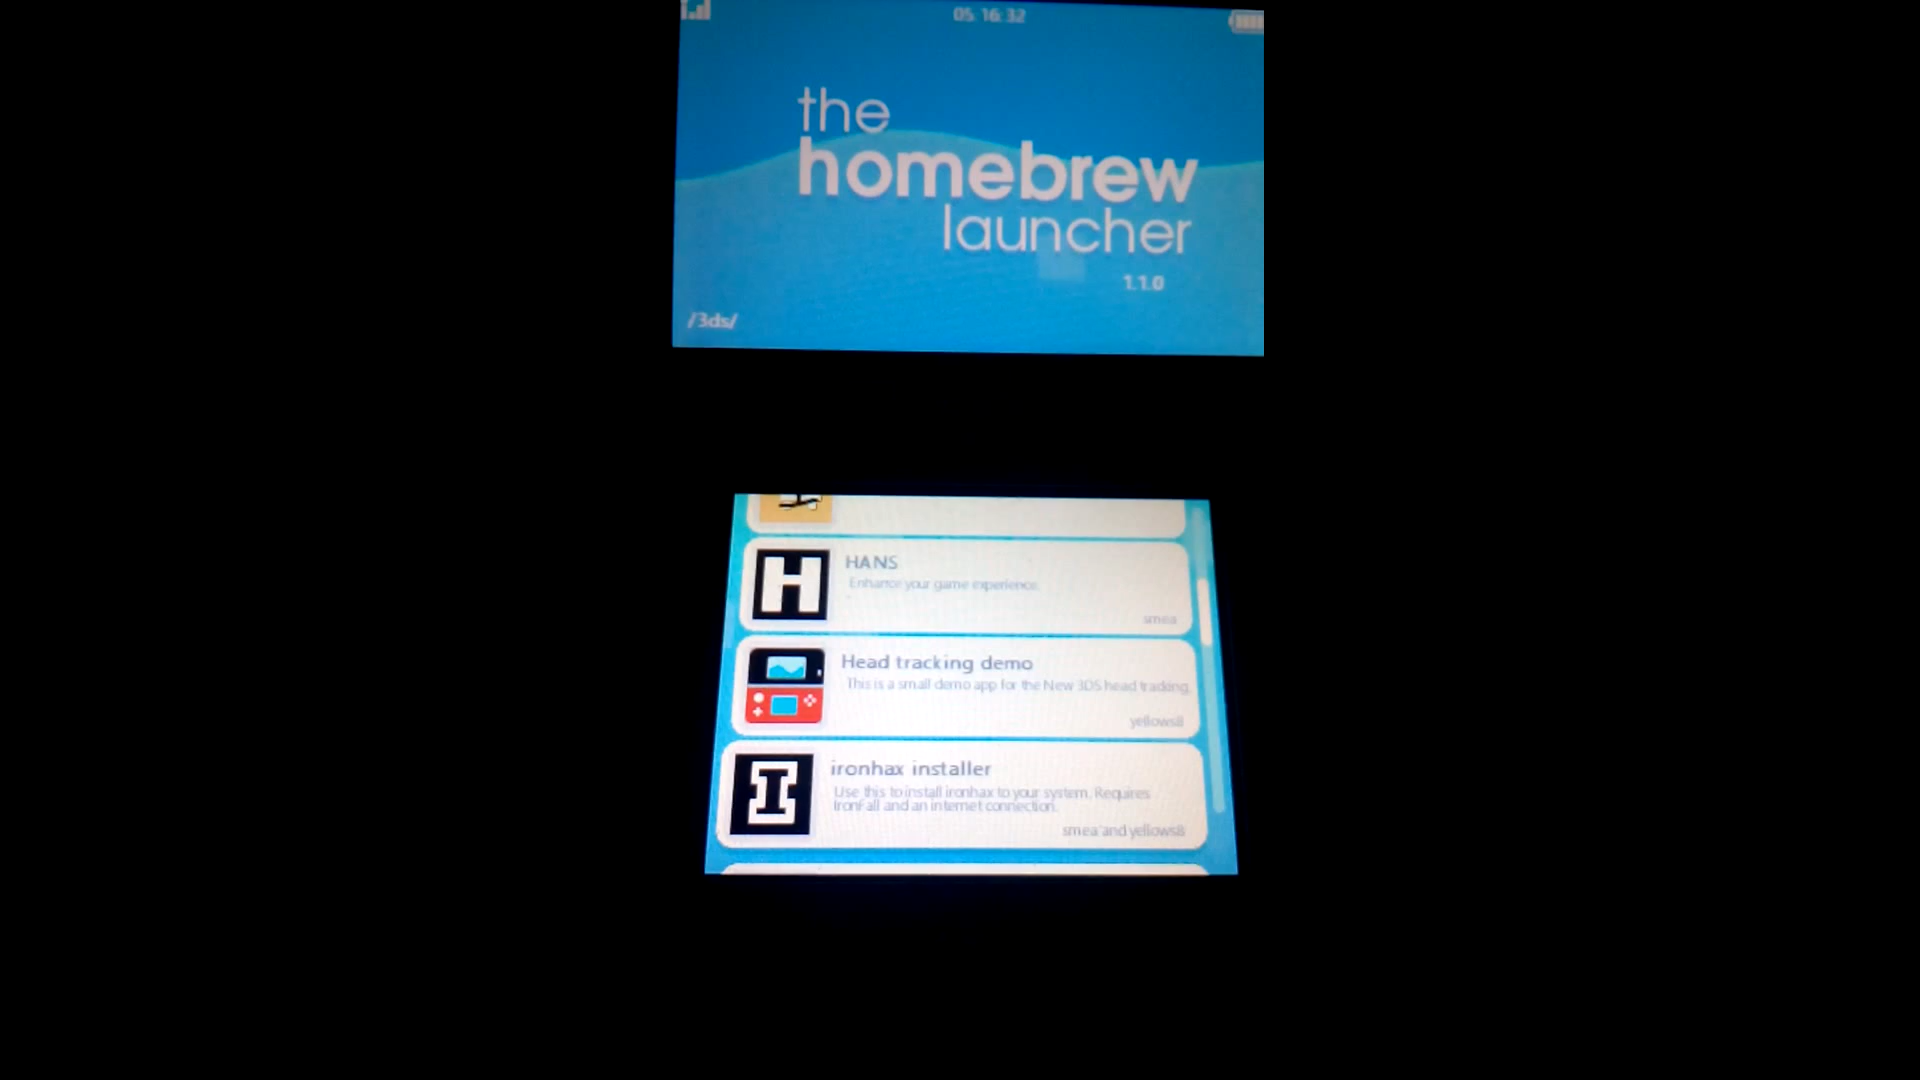 05:16:32
the
homebrew
launcher
1.1.0
/3ds/
HANS
Enhance your game experience.
smea
Head tracking demo
This is a small demo app for the New 3DS head tracking.
yellows8
ironhax installer
Use this to install ironhax to your system. Requires
IronFall and an internet connection.
smea and yellows8